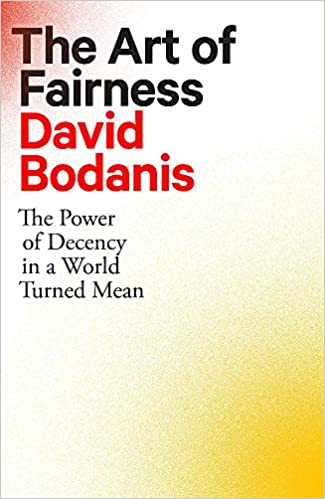 The Art of
Fairness
David
Bodanis
The Power
of Decency
in a World
Turned Mean